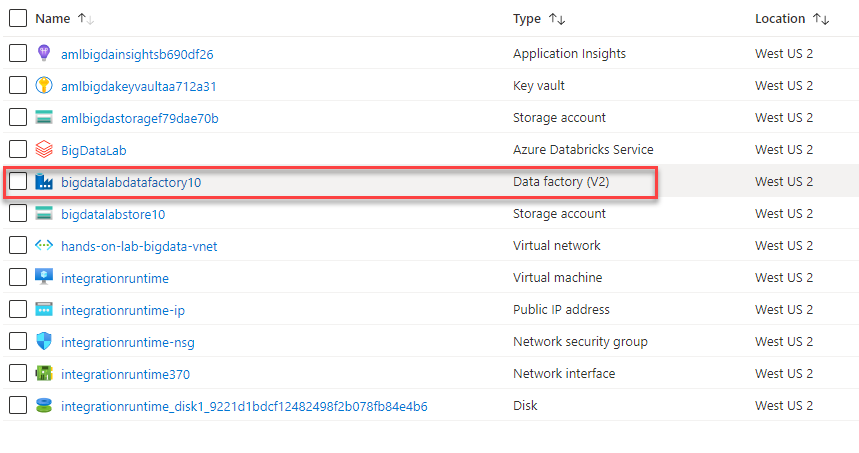 Name Type Location
amlbigdainsightsb690df26 Application Insights West US 2
amlbigdakeyvaultaa712a31 Key vault West US 2
amlbigdastoragef79dae70b Storage account West US 2
BigDataLab Azure Databricks Service West US 2
bigdatalabdatafactory10 Data factory (V2) West US 2
bigdatalabstore10 Storage account West US 2
hands-on-lab-bigdata-vnet Virtual network West US 2
integrationruntime Virtual machine West US 2
integrationruntime-ip Public IP address West US 2
integrationruntime-nsg Network security group West US 2
integrationruntime370 Network interface West US 2
integrationruntime_disk1_9221d1bdcf12482498f2b078fb84e4b6 Disk West US 2